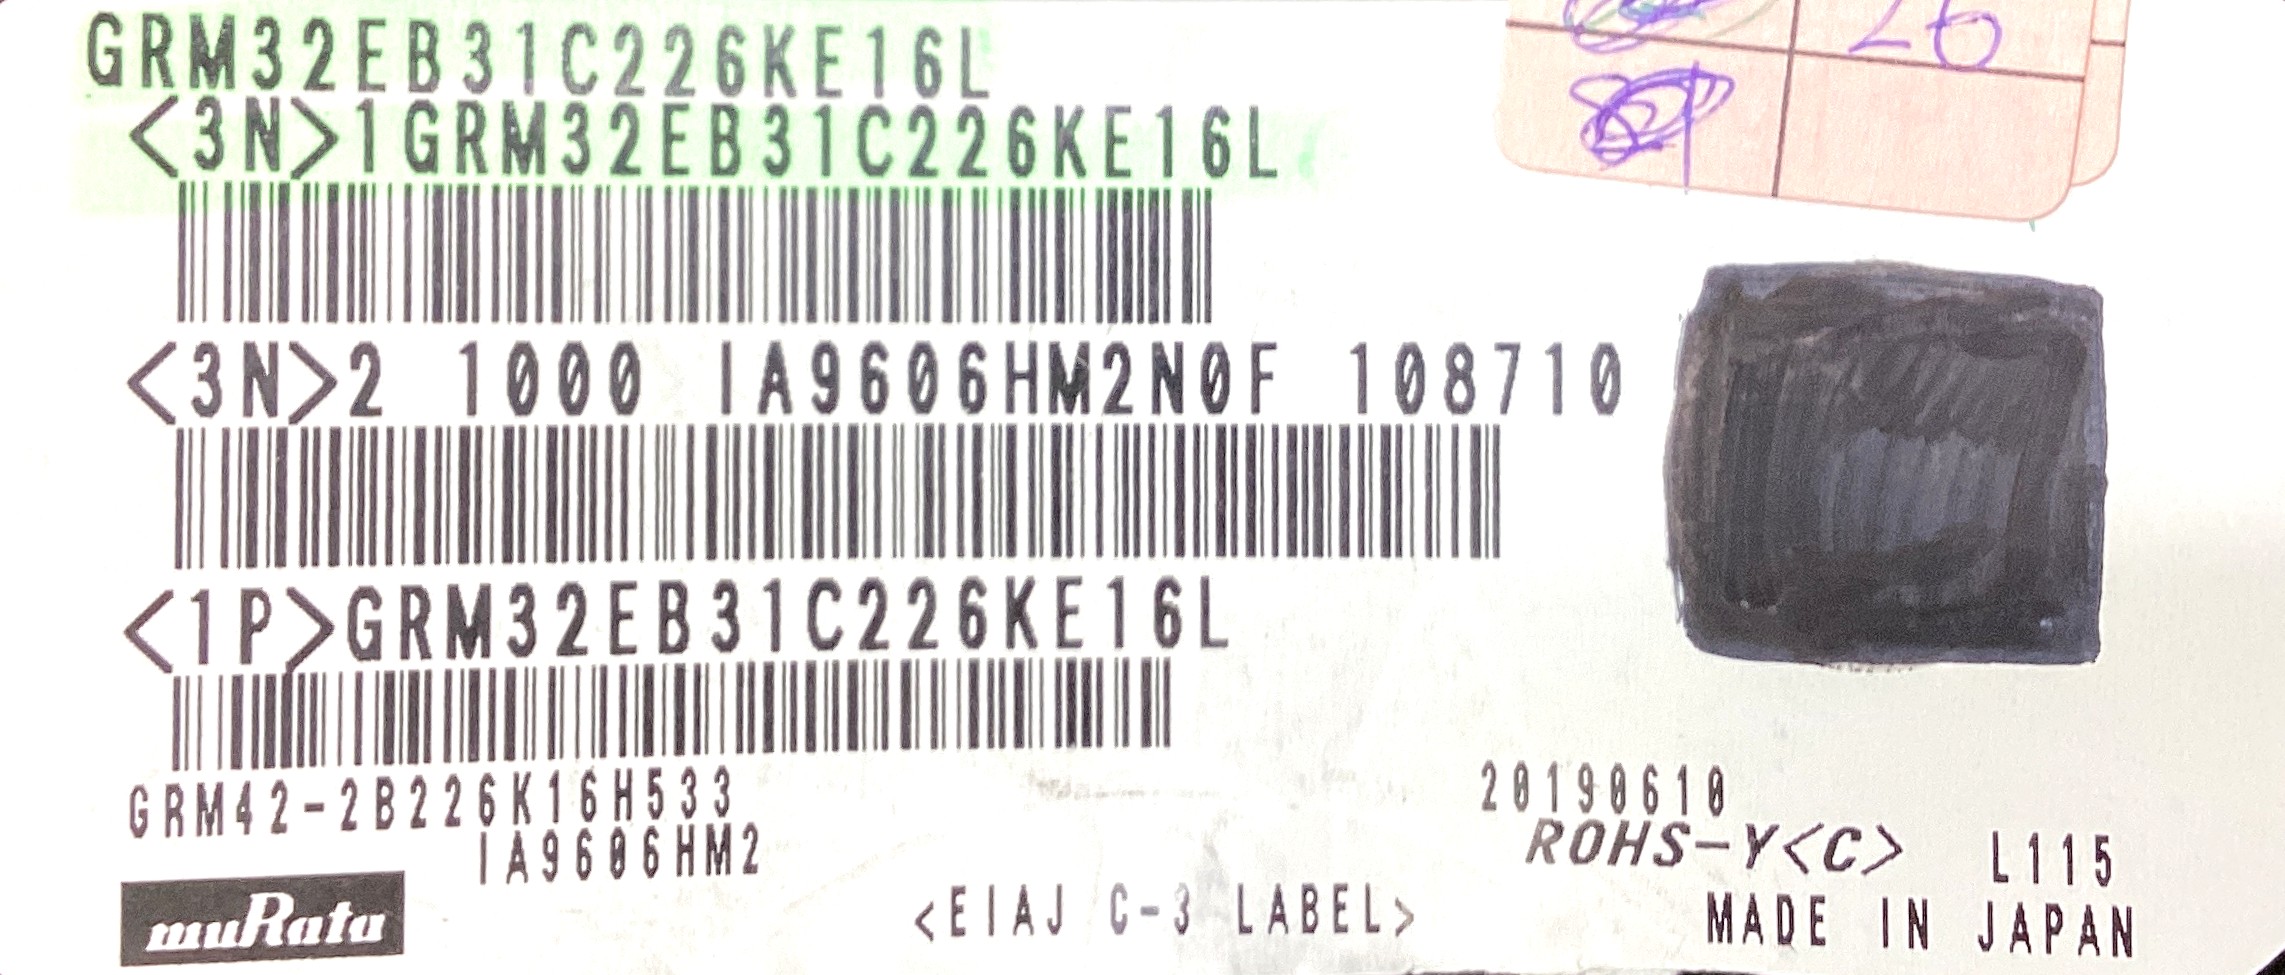 GRM32EB31C226KE16L
<3N>1GRM32EB31C226KE16L
26
<3N>2 1000 IA9606HM2N0F 108710
<1P>GRM32EB31C226KE16L
GRM42-2B226K16H533
IA9606HM2
20190610
ROHS-Y<C> L115
muRata
<EIAJ C-3 LABEL>
MADE IN JAPAN